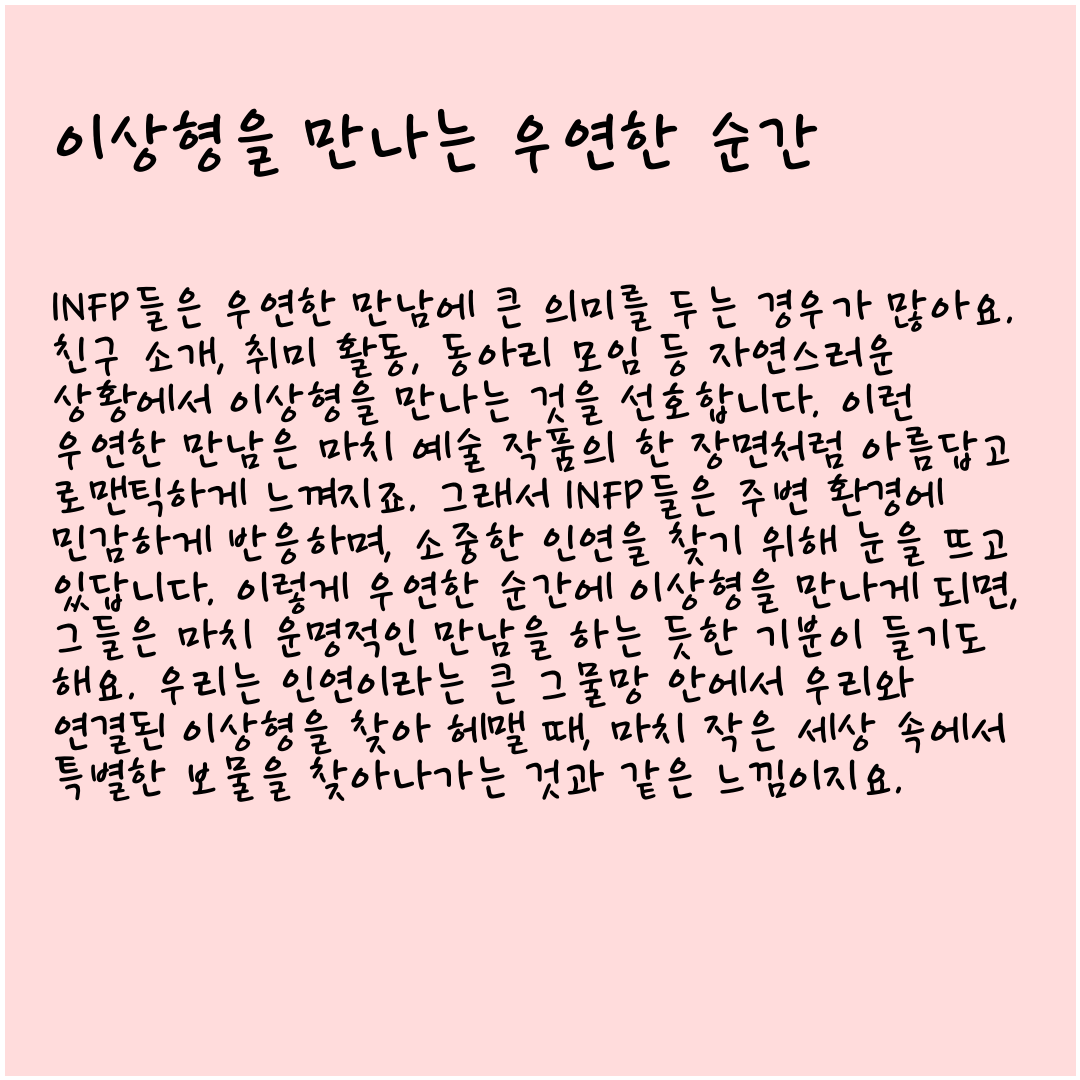 이상형을 만나는 우연한 순간
INFP들은 우연한 만남에 큰 의미를 두는 경우가 많아요.
친구 소개, 취미 활동, 동아리 모임 등 자연스러운
상황에서 이상형을 만나는 것을 선호합니다. 이런
우연한 만남은 마치 예술 작품의 한 장면처럼 아름답고
로맨틱하게 느껴지죠. 그래서 INFP들은 주변 환경에
민감하게 반응하며, 소중한 인연을 찾기 위해 눈을 뜨고
있답니다. 이렇게 우연한 순간에 이상형을 만나게 되면,
그들은 마치 운명적인 만남을 하는 듯한 기분이 들기도
해요. 우리는 인연이라는 큰 그물망 안에서 우리와
연결된 이상형을 찾아 헤맬 때, 마치 작은 세상 속에서
특별한 보물을 찾아나가는 것과 같은 느낌이지요.